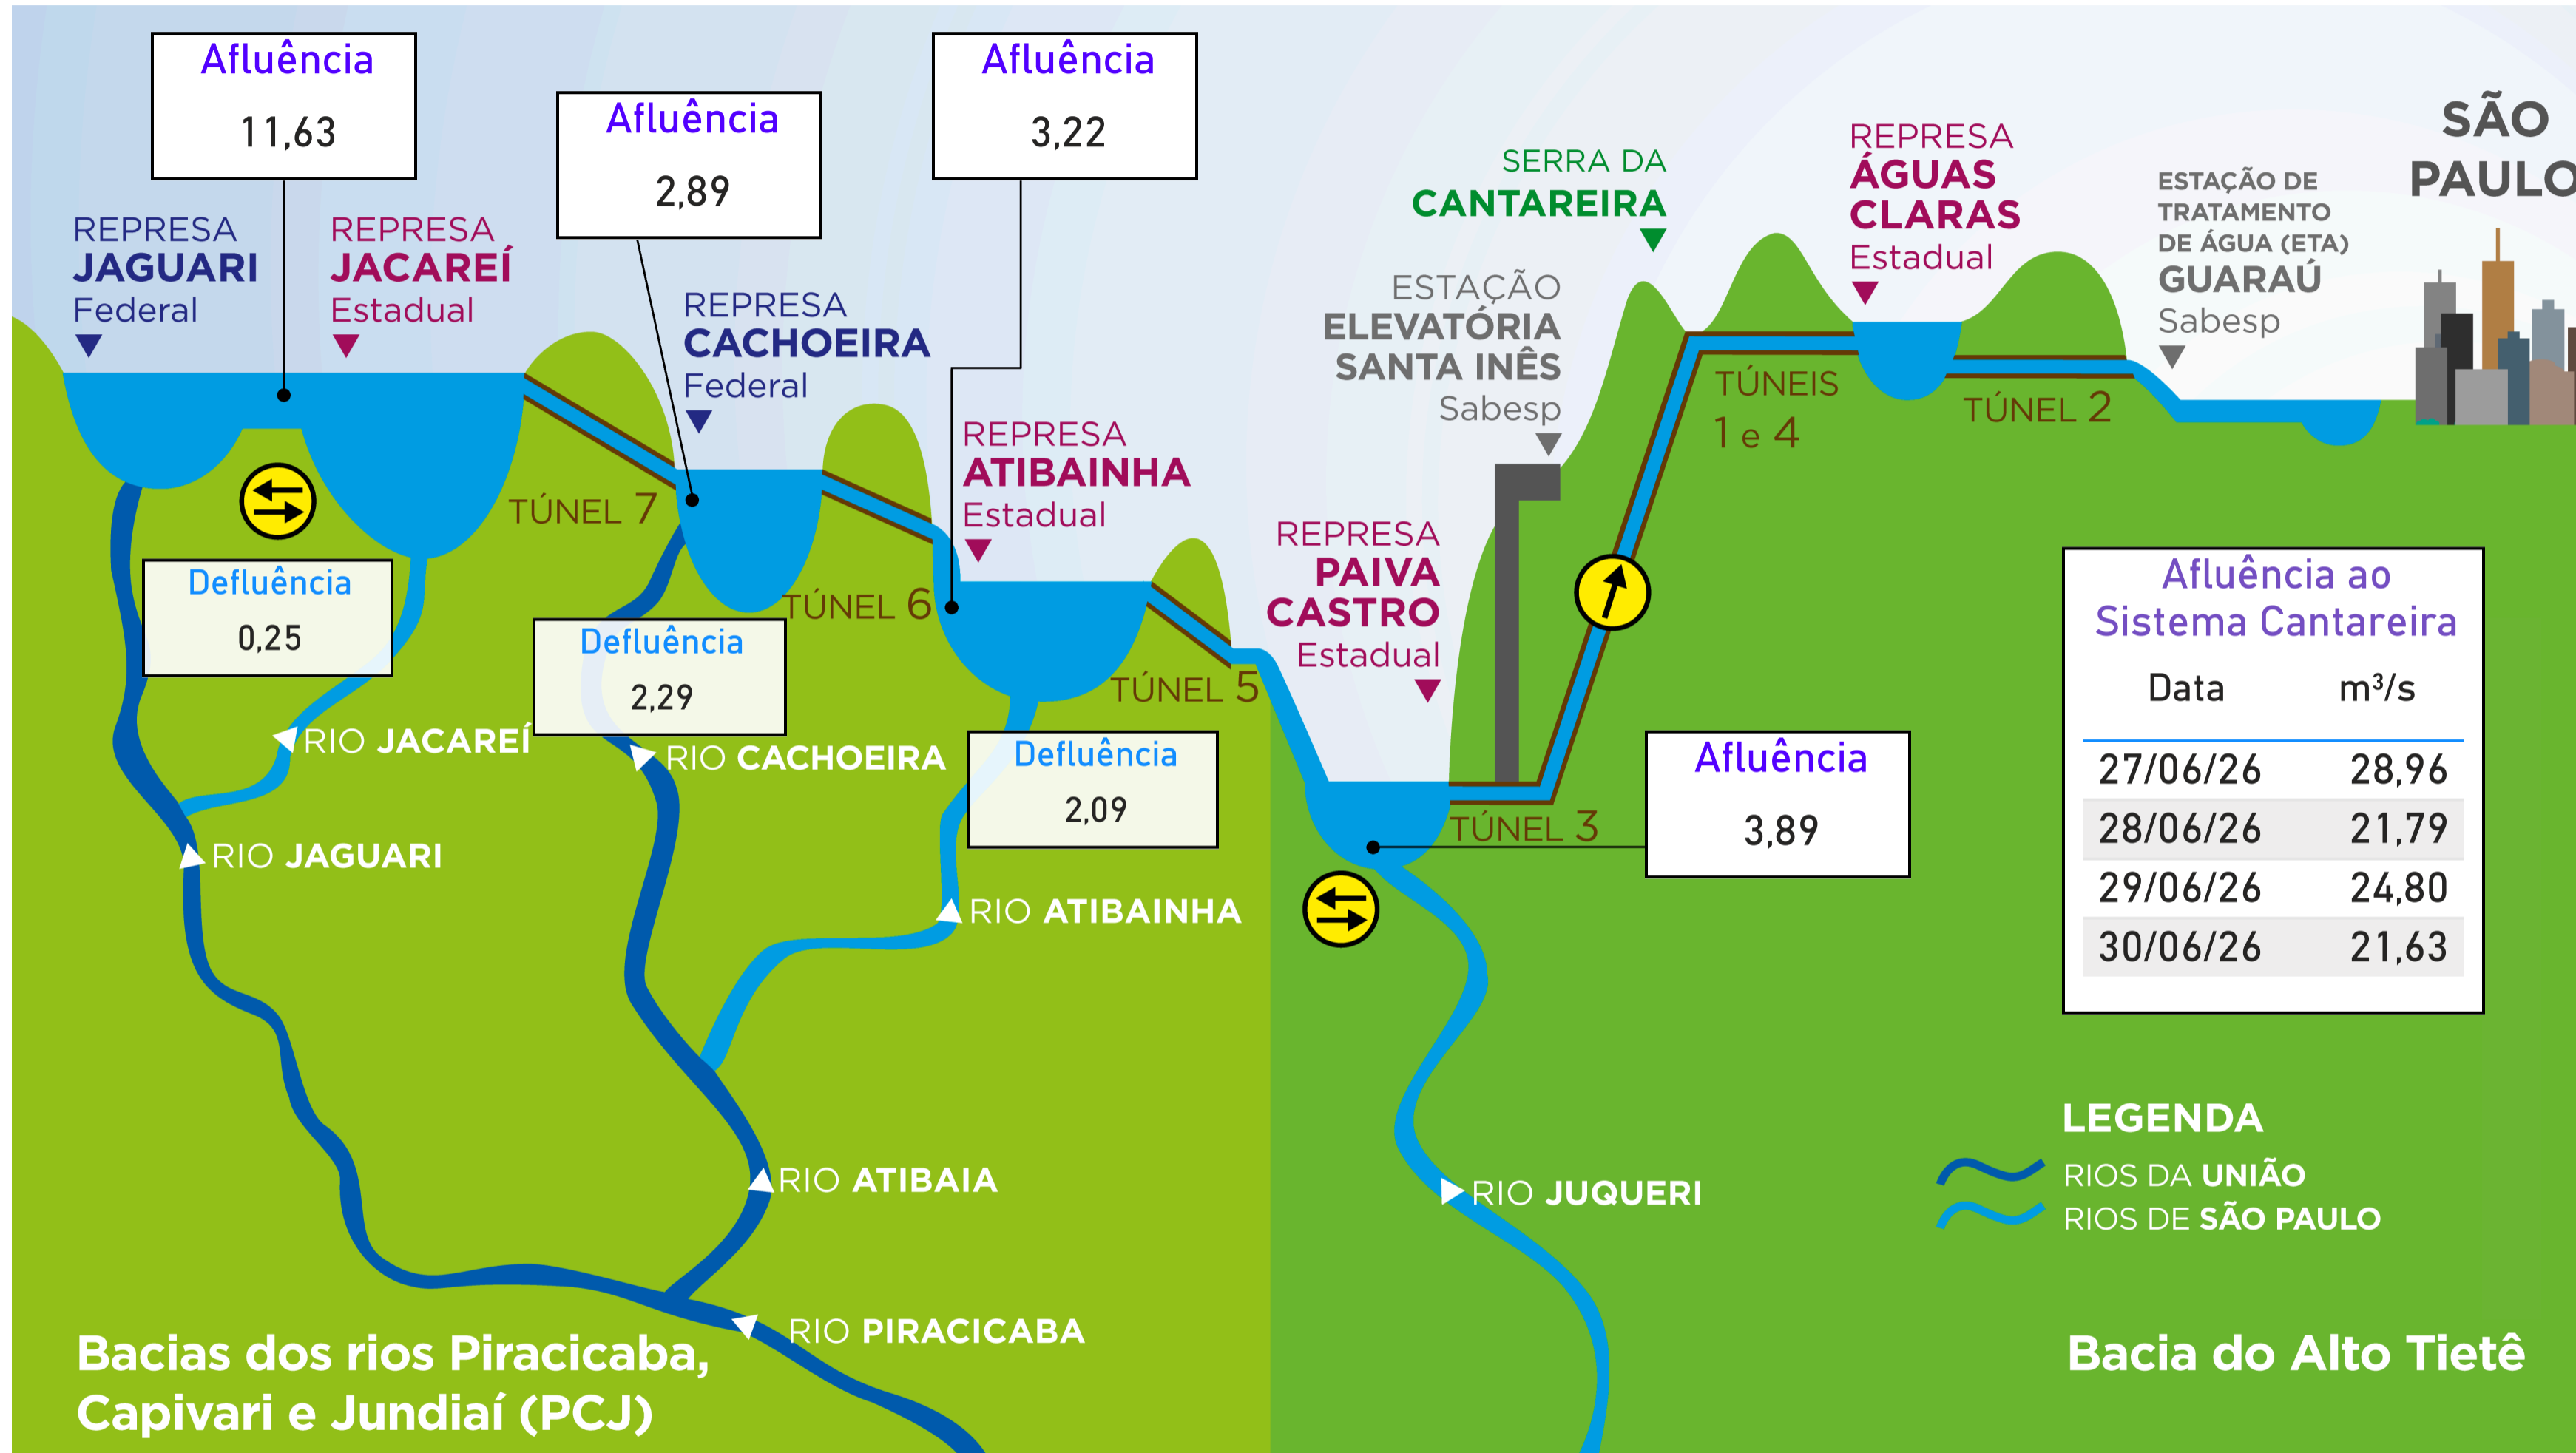 Afluência
11,63
Afluência
2,89
Afluência
3,22
REPRESA
JAGUARI
Federal
REPRESA
JACAREÍ
Estadual
REPRESA
CACHOEIRA
Federal
REPRESA
ATIBAINHA
Estadual
SERRA DA
CANTAREIRA
ESTAÇÃO
ELEVATÓRIA
SANTA INÊS
Sabesp
REPRESA
ÁGUAS
CLARAS
Estadual
ESTAÇÃO DE
TRATAMENTO
DE ÁGUA (ETA)
GUARAÚ
Sabesp
SÃO
PAULO
TÚNEL 7
TÚNEL 6
TÚNEL 5
TÚNEIS
1 e 4
TÚNEL 2
REPRESA
PAIVA
CASTRO
Estadual
TÚNEL 3
Defluência
0,25
Defluência
2,29
Defluência
2,09
Afluência
3,89
RIO JACAREÍ
RIO CACHOEIRA
RIO JAGUARI
RIO ATIBAINHA
RIO ATIBAIA
RIO JUQUERI
RIO PIRACICABA
Afluência ao
Sistema Cantareira
Data m³/s
27/06/26 28,96
28/06/26 21,79
29/06/26 24,80
30/06/26 21,63
LEGENDA
RIOS DA UNIÃO
RIOS DE SÃO PAULO
Bacias dos rios Piracicaba,
Capivari e Jundiaí (PCJ)
Bacia do Alto Tietê